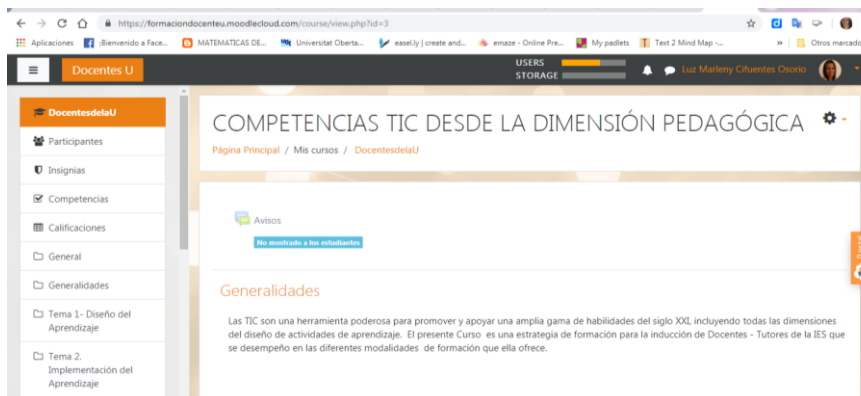 https://formaciondocenteu.moodlecloud.com/course/view.php?id=3
Aplicaciones ¡Bienvenido a Face... MATEMATICAS DE... Universitat Oberta... easel.ly | create and... emaze - Online Pre... My padlets Text 2 Mind Map -... » Otros marcado
Docentes U
USERS
STORAGE
Luz Marleny Cifuentes Osorio
DocentesdelaU
Participantes
Insignias
Competencias
Calificaciones
General
Generalidades
Tema 1- Diseño del
Aprendizaje
Tema 2.
Implementación del
Aprendizaje
COMPETENCIAS TIC DESDE LA DIMENSIÓN PEDAGÓGICA
Página Principal / Mis cursos / DocentesdelaU
Avisos
No mostrado a los estudiantes
Generalidades
Las TIC son una herramienta poderosa para promover y apoyar una amplia gama de habilidades del siglo XXI, incluyendo todas las dimensiones
del diseño de actividades de aprendizaje. El presente Curso es una estrategia de formación para la inducción de Docentes - Tutores de la IES que
se desempeño en las diferentes modalidades de formación que ella ofrece.